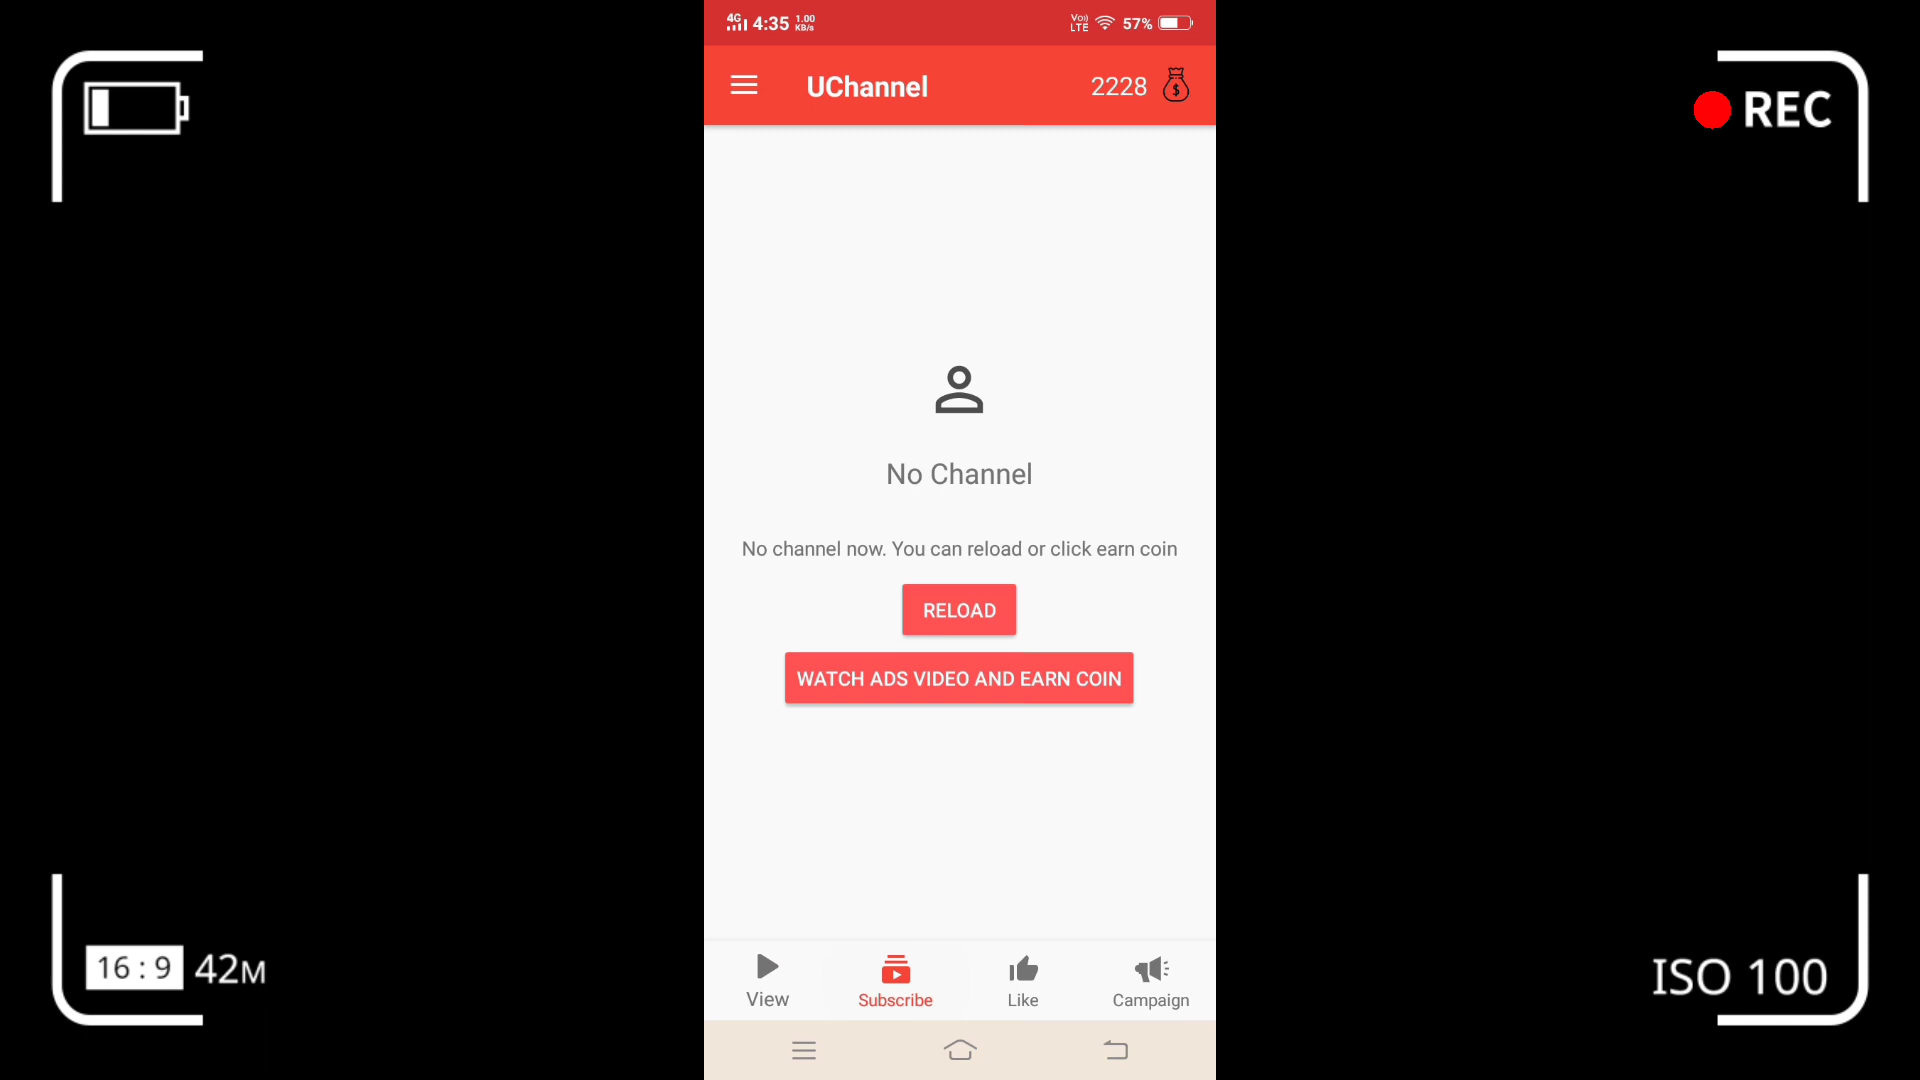 4G 4:35 1.00 KB/s VoLTE 57%
UChannel 2228
REC
No Channel
No channel now. You can reload or click earn coin
RELOAD
WATCH ADS VIDEO AND EARN COIN
View Subscribe Like Campaign
16:9 42M
ISO 100